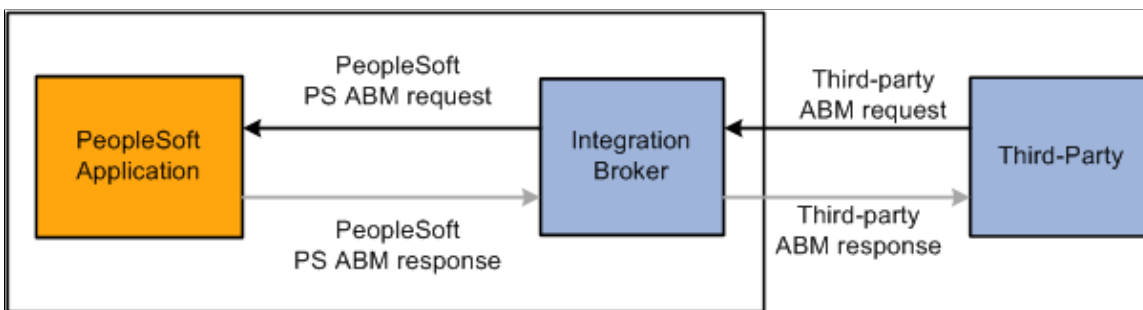 PeopleSoft
PS ABM request
Third-party
ABM request
PeopleSoft
Application
Integration
Broker
Third-Party
PeopleSoft
PS ABM response
Third-party
ABM response